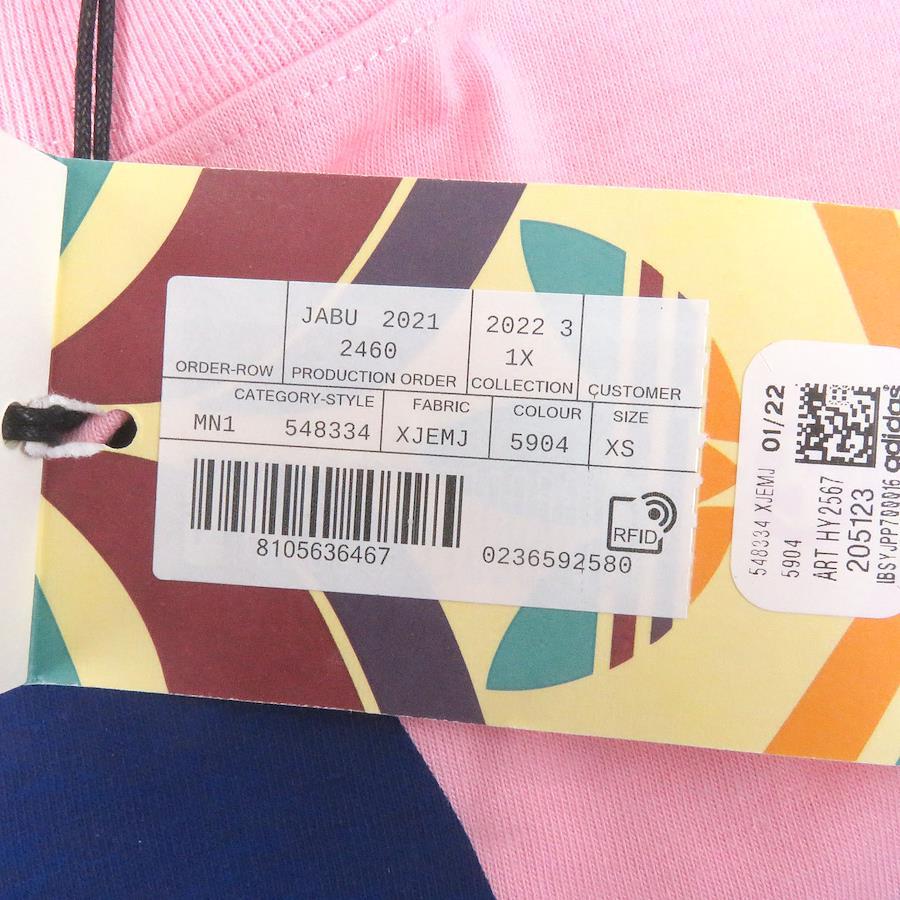 JABU 2021
2460
2022 3
1X
ORDER-ROW
PRODUCTION ORDER
COLLECTION
CUSTOMER
CATEGORY-STYLE
FABRIC
COLOUR
SIZE
MN1 548334
XJEMJ
5904
XS
8105636467
RFID
0236592580
548334 XJEMJ 01/22
5904
ART HY2567
205123
IBSYJPP700016
adidas